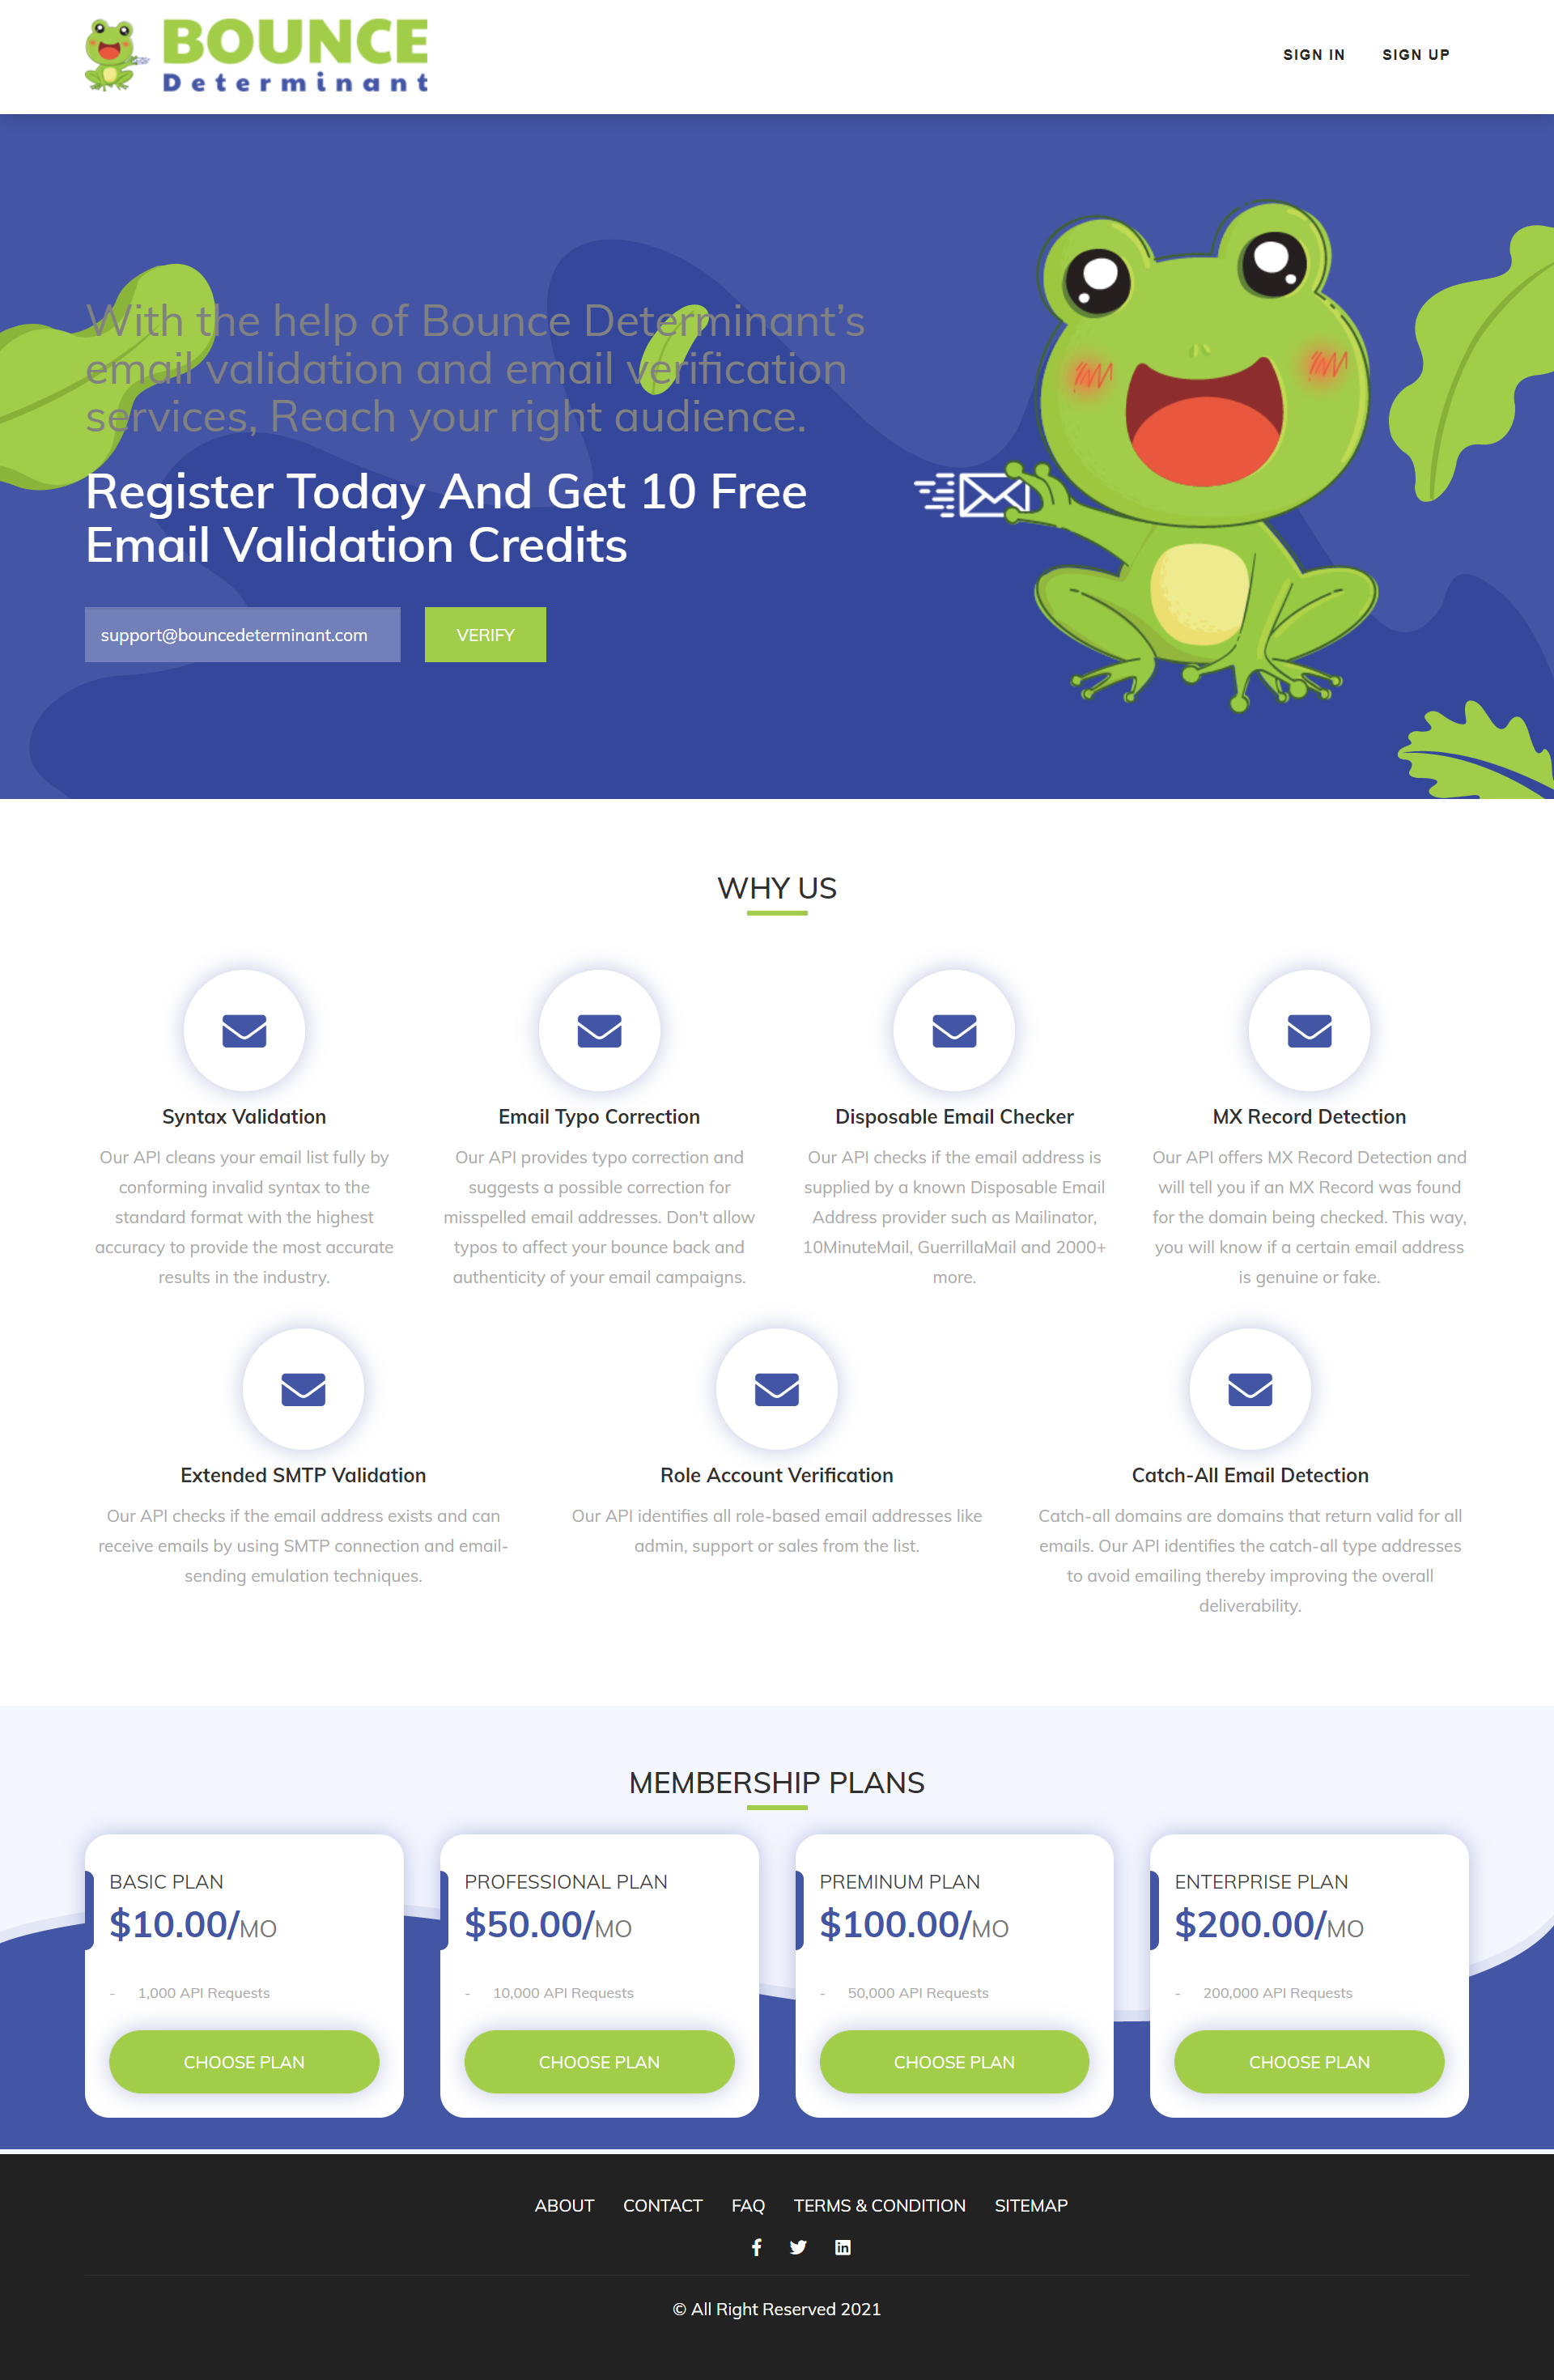 BOUNCE
Determinant
SIGN IN SIGN UP
With the help of Bounce Determinant’s
email validation and email verification
services, Reach your right audience.
Register Today And Get 10 Free
Email Validation Credits
support@bouncedeterminant.com VERIFY
WHY US
Syntax Validation
Our API cleans your email list fully by
conforming invalid syntax to the
standard format with the highest
accuracy to provide the most accurate
results in the industry.
Email Typo Correction
Our API provides typo correction and
suggests a possible correction for
misspelled email addresses. Don't allow
typos to affect your bounce back and
authenticity of your email campaigns.
Disposable Email Checker
Our API checks if the email address is
supplied by a known Disposable Email
Address provider such as Mailinator,
10MinuteMail, GuerrillaMail and 2000+
more.
MX Record Detection
Our API offers MX Record Detection and
will tell you if an MX Record was found
for the domain being checked. This way,
you will know if a certain email address
is genuine or fake.
Extended SMTP Validation
Our API checks if the email address exists and can
receive emails by using SMTP connection and email-
sending emulation techniques.
Role Account Verification
Our API identifies all role-based email addresses like
admin, support or sales from the list.
Catch-All Email Detection
Catch-all domains are domains that return valid for all
emails. Our API identifies the catch-all type addresses
to avoid emailing thereby improving the overall
deliverability.
MEMBERSHIP PLANS
BASIC PLAN
$10.00/MO
- 1,000 API Requests
CHOOSE PLAN
PROFESSIONAL PLAN
$50.00/MO
- 10,000 API Requests
CHOOSE PLAN
PREMINUM PLAN
$100.00/MO
- 50,000 API Requests
CHOOSE PLAN
ENTERPRISE PLAN
$200.00/MO
- 200,000 API Requests
CHOOSE PLAN
ABOUT CONTACT FAQ TERMS & CONDITION SITEMAP
© All Right Reserved 2021